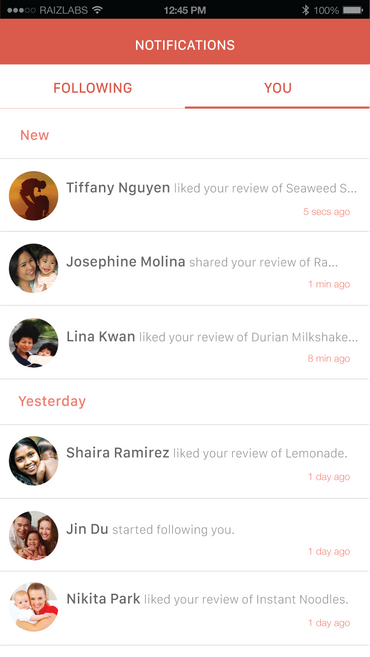 RAIZLABS 12:45 PM 100%
NOTIFICATIONS
FOLLOWING YOU
New
Tiffany Nguyen liked your review of Seaweed S...
5 secs ago
Josephine Molina shared your review of Ra...
1 min ago
Lina Kwan liked your review of Durian Milkshake...
8 min ago
Yesterday
Shaira Ramirez liked your review of Lemonade.
1 day ago
Jin Du started following you.
1 day ago
Nikita Park liked your review of Instant Noodles.
1 day ago